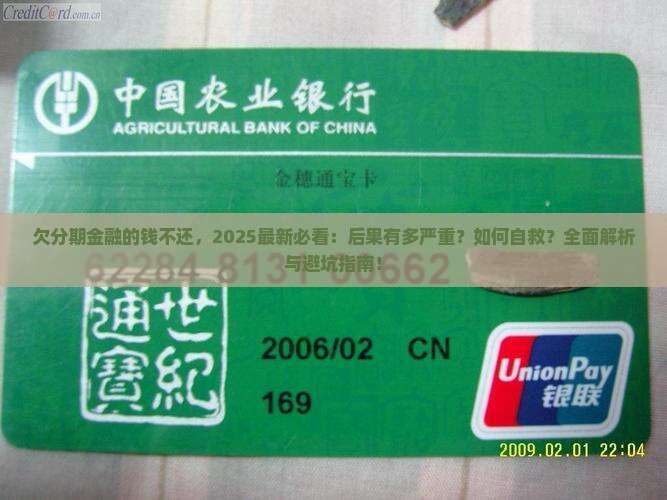 CreditCard.com.cn
中国农业银行
AGRICULTURAL BANK OF CHINA
金穗通宝卡
欠分期金融的钱不还，2025最新必看：后果有多严重？如何自救？全面解析
与避坑指南！
世紀
通寶
2006/02 CN
169
UnionPay
银联
2009.02.01 22:04